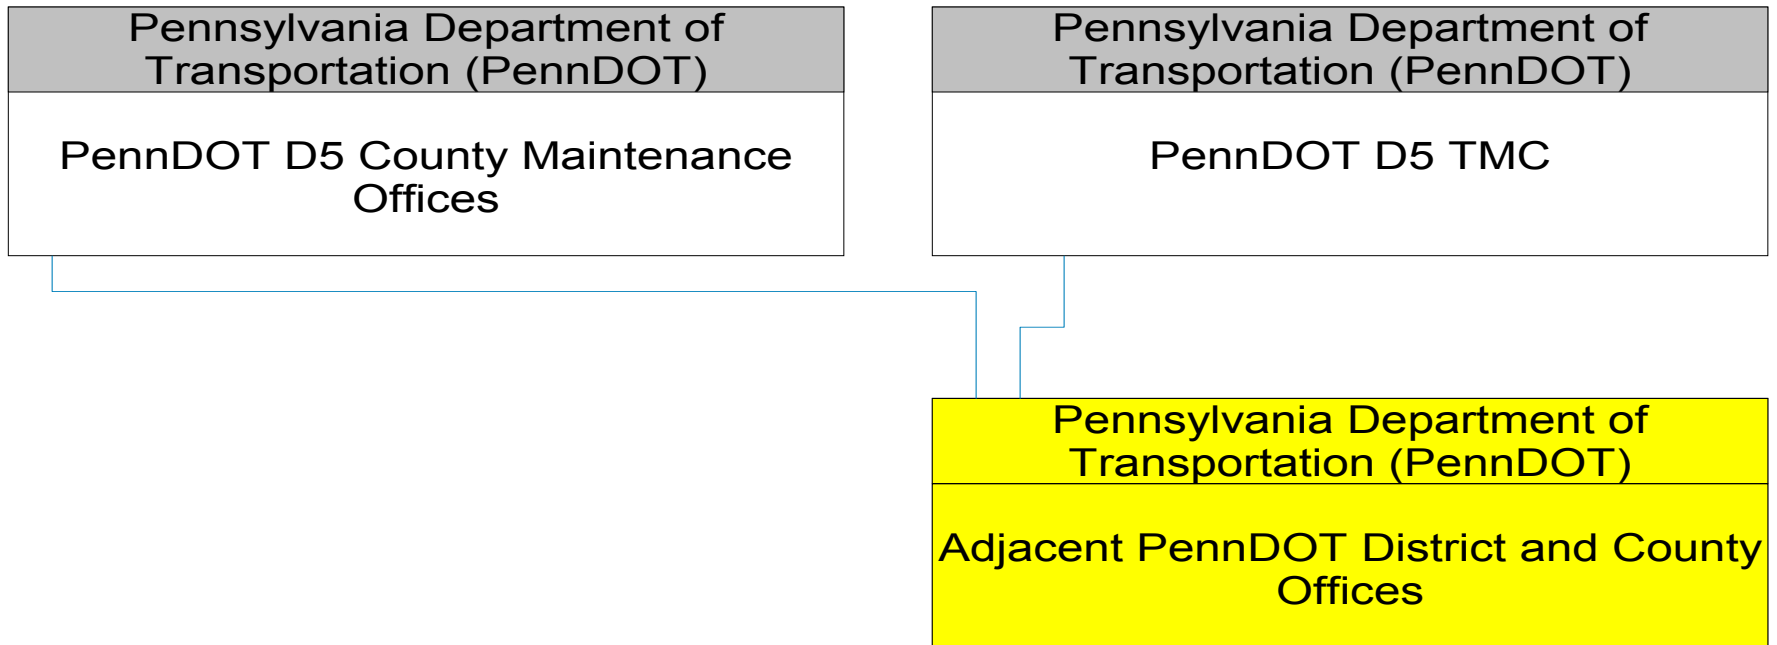 Pennsylvania Department of
Transportation (PennDOT)
PennDOT D5 County Maintenance
Offices
Pennsylvania Department of
Transportation (PennDOT)
PennDOT D5 TMC
Pennsylvania Department of
Transportation (PennDOT)
Adjacent PennDOT District and County
Offices